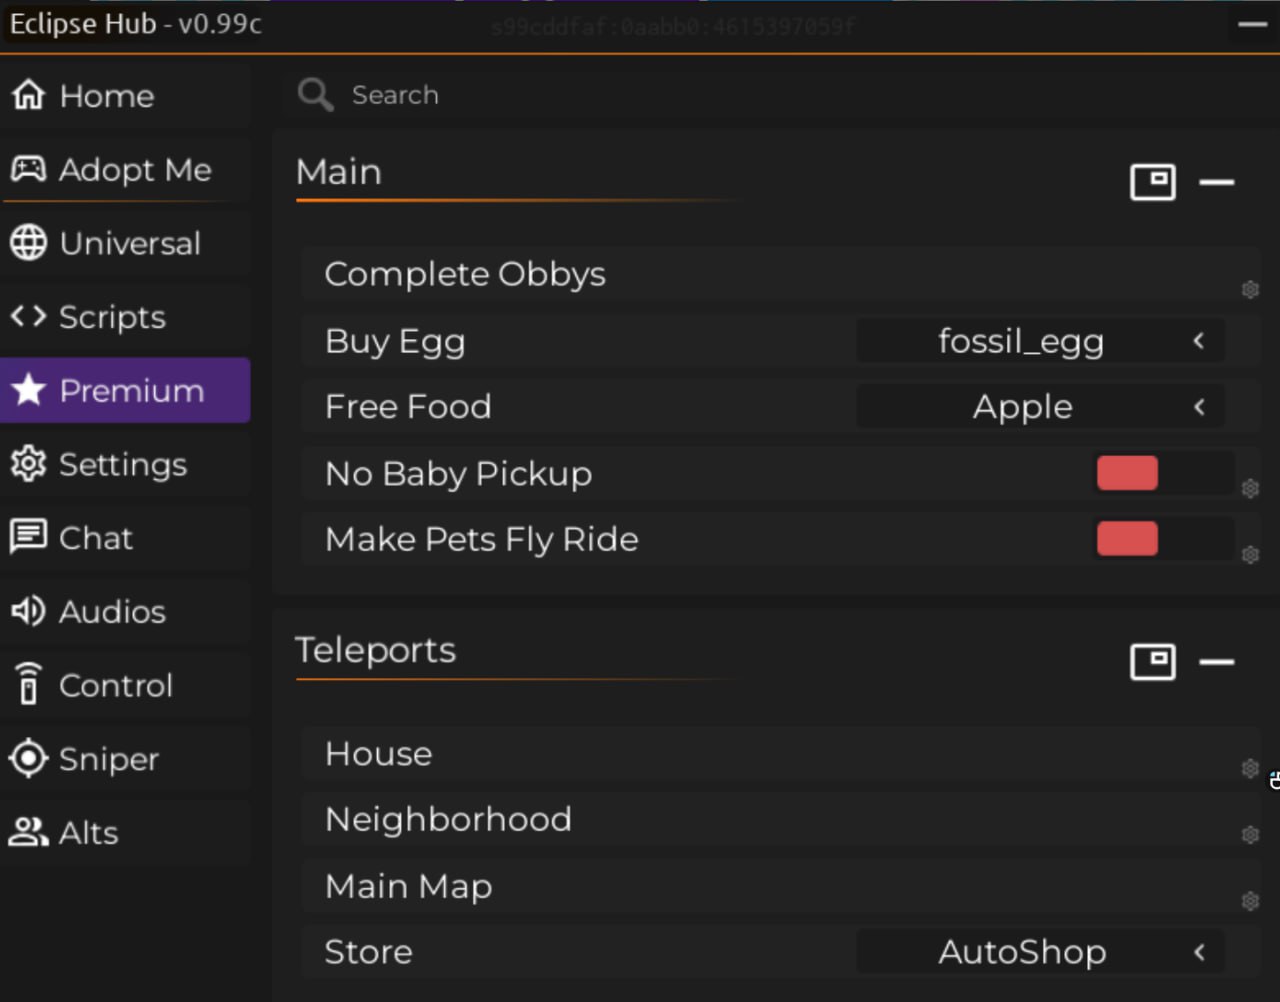 Eclipse Hub - v0.99c
s99cddfaf:0aabb0:4615397059f
Home
Adopt Me
Universal
Scripts
Premium
Settings
Chat
Audios
Control
Sniper
Alts
Search
Main
Complete Obbys
Buy Egg fossil_egg
Free Food Apple
No Baby Pickup
Make Pets Fly Ride
Teleports
House
Neighborhood
Main Map
Store AutoShop